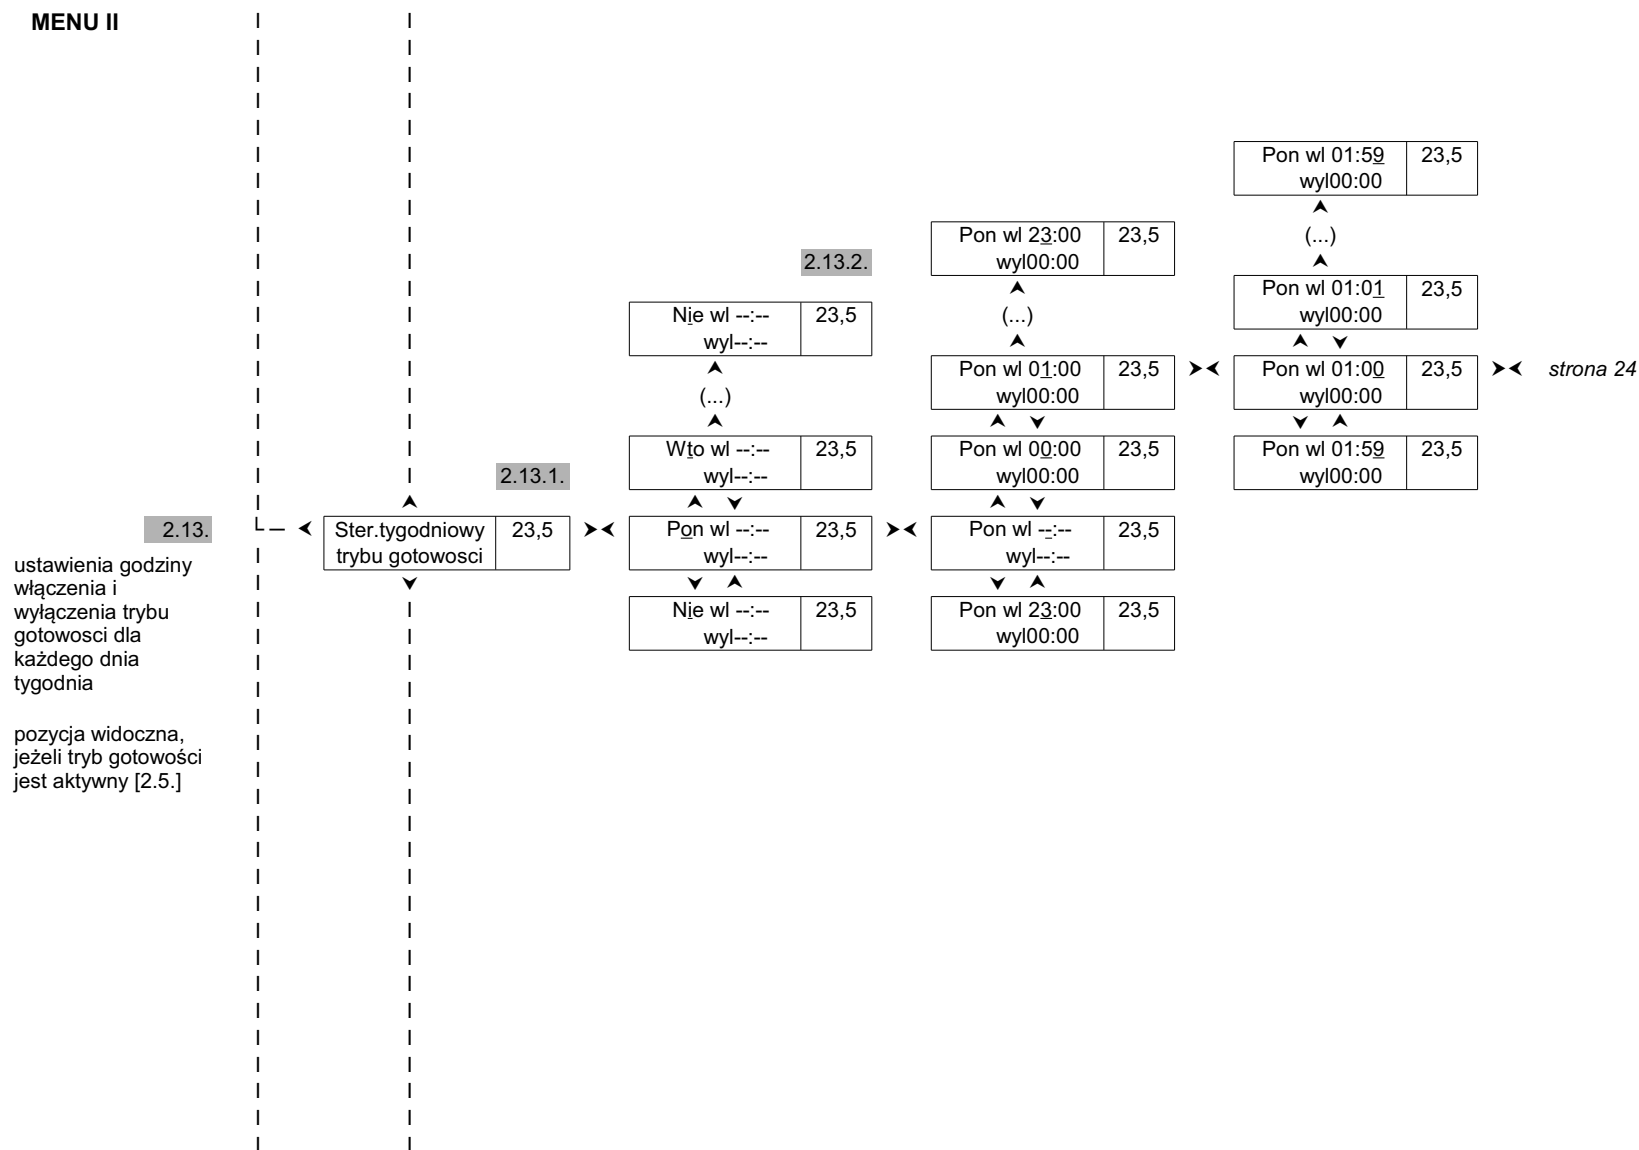 MENU II
2.13.
ustawienia godziny
włączenia i
wyłączenia trybu
gotowosci dla
każdego dnia
tygodnia
pozycja widoczna,
jeżeli tryb gotowości
jest aktywny [2.5.]
2.13.1.
Ster.tygodniowy 23,5
trybu gotowosci
2.13.2.
Nie wl --:-- 23,5
wyl--:--
(...)
Wto wl --:-- 23,5
wyl--:--
Pon wl --:-- 23,5
wyl--:--
Nie wl --:-- 23,5
wyl--:--
Pon wl 23:00 23,5
wyl00:00
(...)
Pon wl 01:00 23,5
wyl00:00
Pon wl 00:00 23,5
wyl00:00
Pon wl --:-- 23,5
wyl--:--
Pon wl 23:00 23,5
wyl00:00
Pon wl 01:59 23,5
wyl00:00
(...)
Pon wl 01:01 23,5
wyl00:00
Pon wl 01:00 23,5
wyl00:00
Pon wl 01:59 23,5
wyl00:00
strona 24